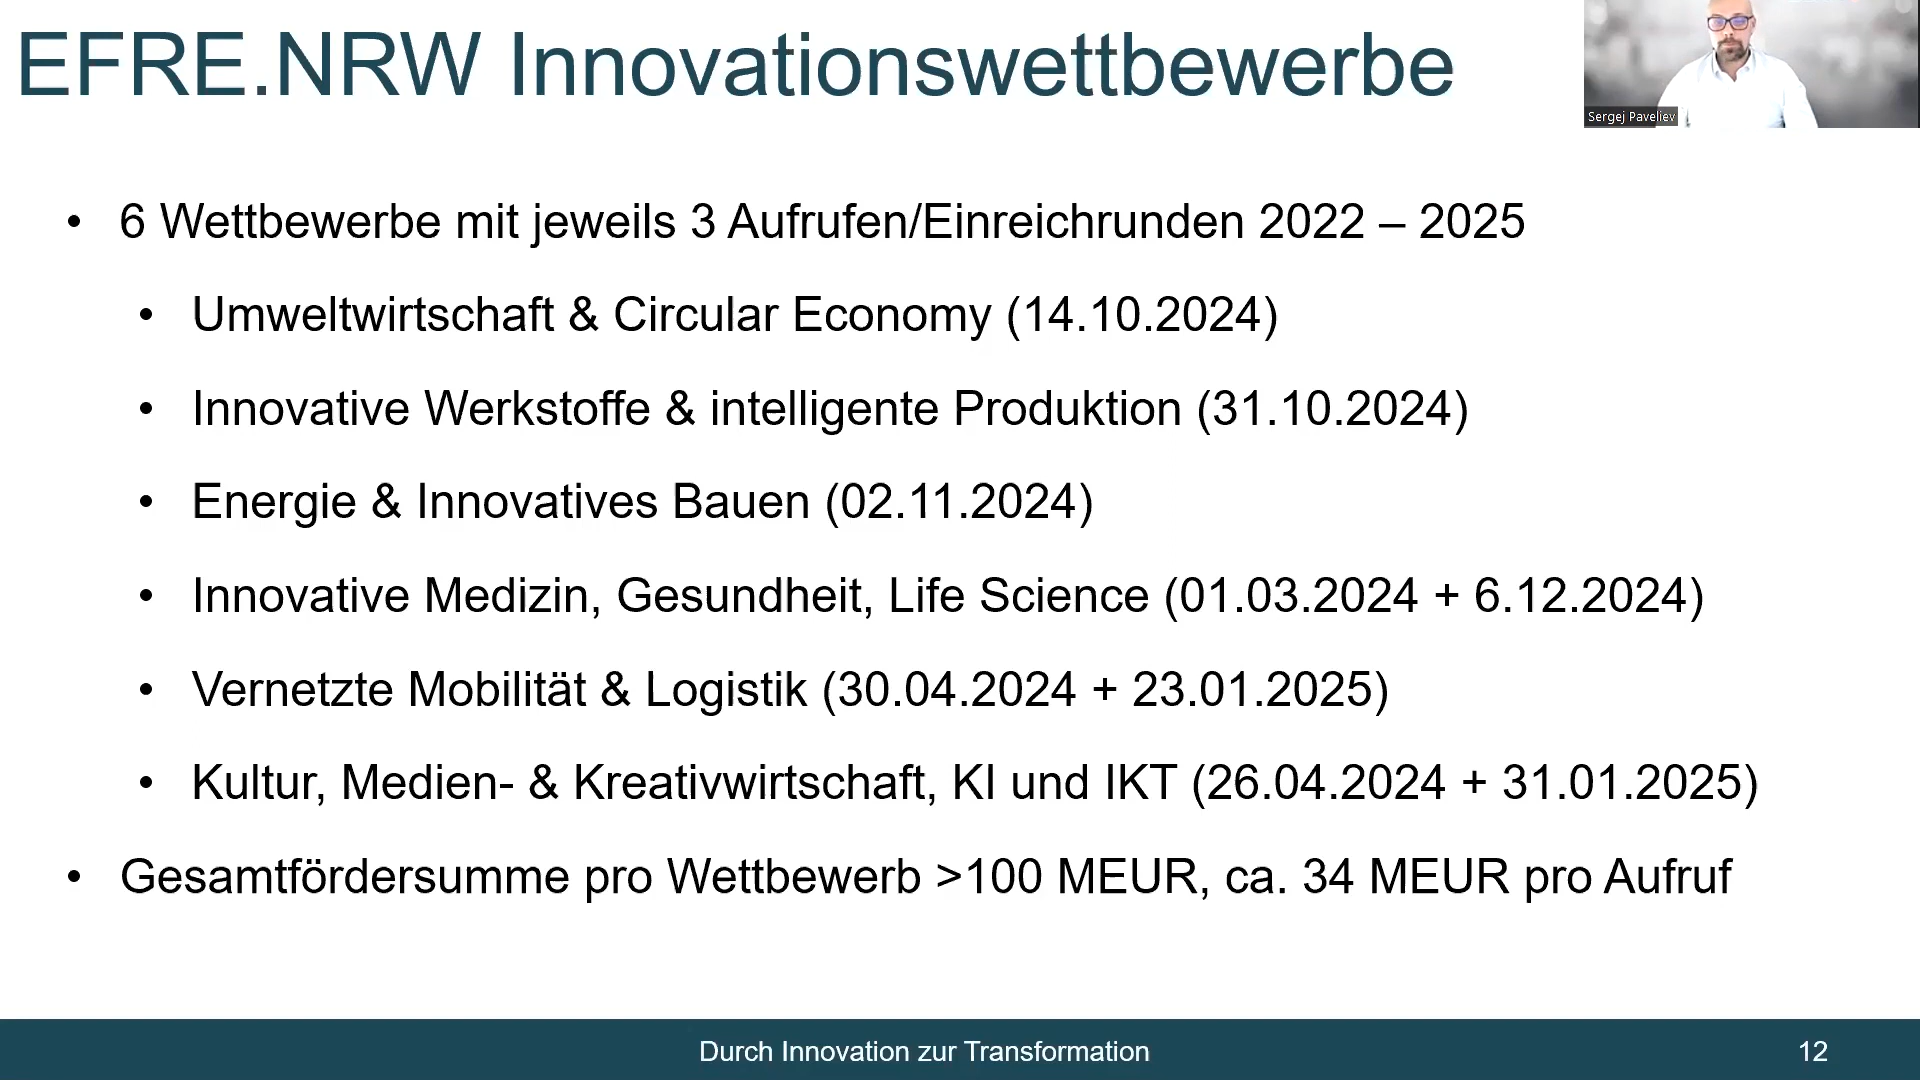 EFRE.NRW Innovationswettbewerbe
Sergej Paveliev
• 6 Wettbewerbe mit jeweils 3 Aufrufen/Einreichrunden 2022 – 2025
• Umweltwirtschaft & Circular Economy (14.10.2024)
• Innovative Werkstoffe & intelligente Produktion (31.10.2024)
• Energie & Innovatives Bauen (02.11.2024)
• Innovative Medizin, Gesundheit, Life Science (01.03.2024 + 6.12.2024)
• Vernetzte Mobilität & Logistik (30.04.2024 + 23.01.2025)
• Kultur, Medien- & Kreativwirtschaft, KI und IKT (26.04.2024 + 31.01.2025)
• Gesamtfördersumme pro Wettbewerb >100 MEUR, ca. 34 MEUR pro Aufruf
Durch Innovation zur Transformation
12